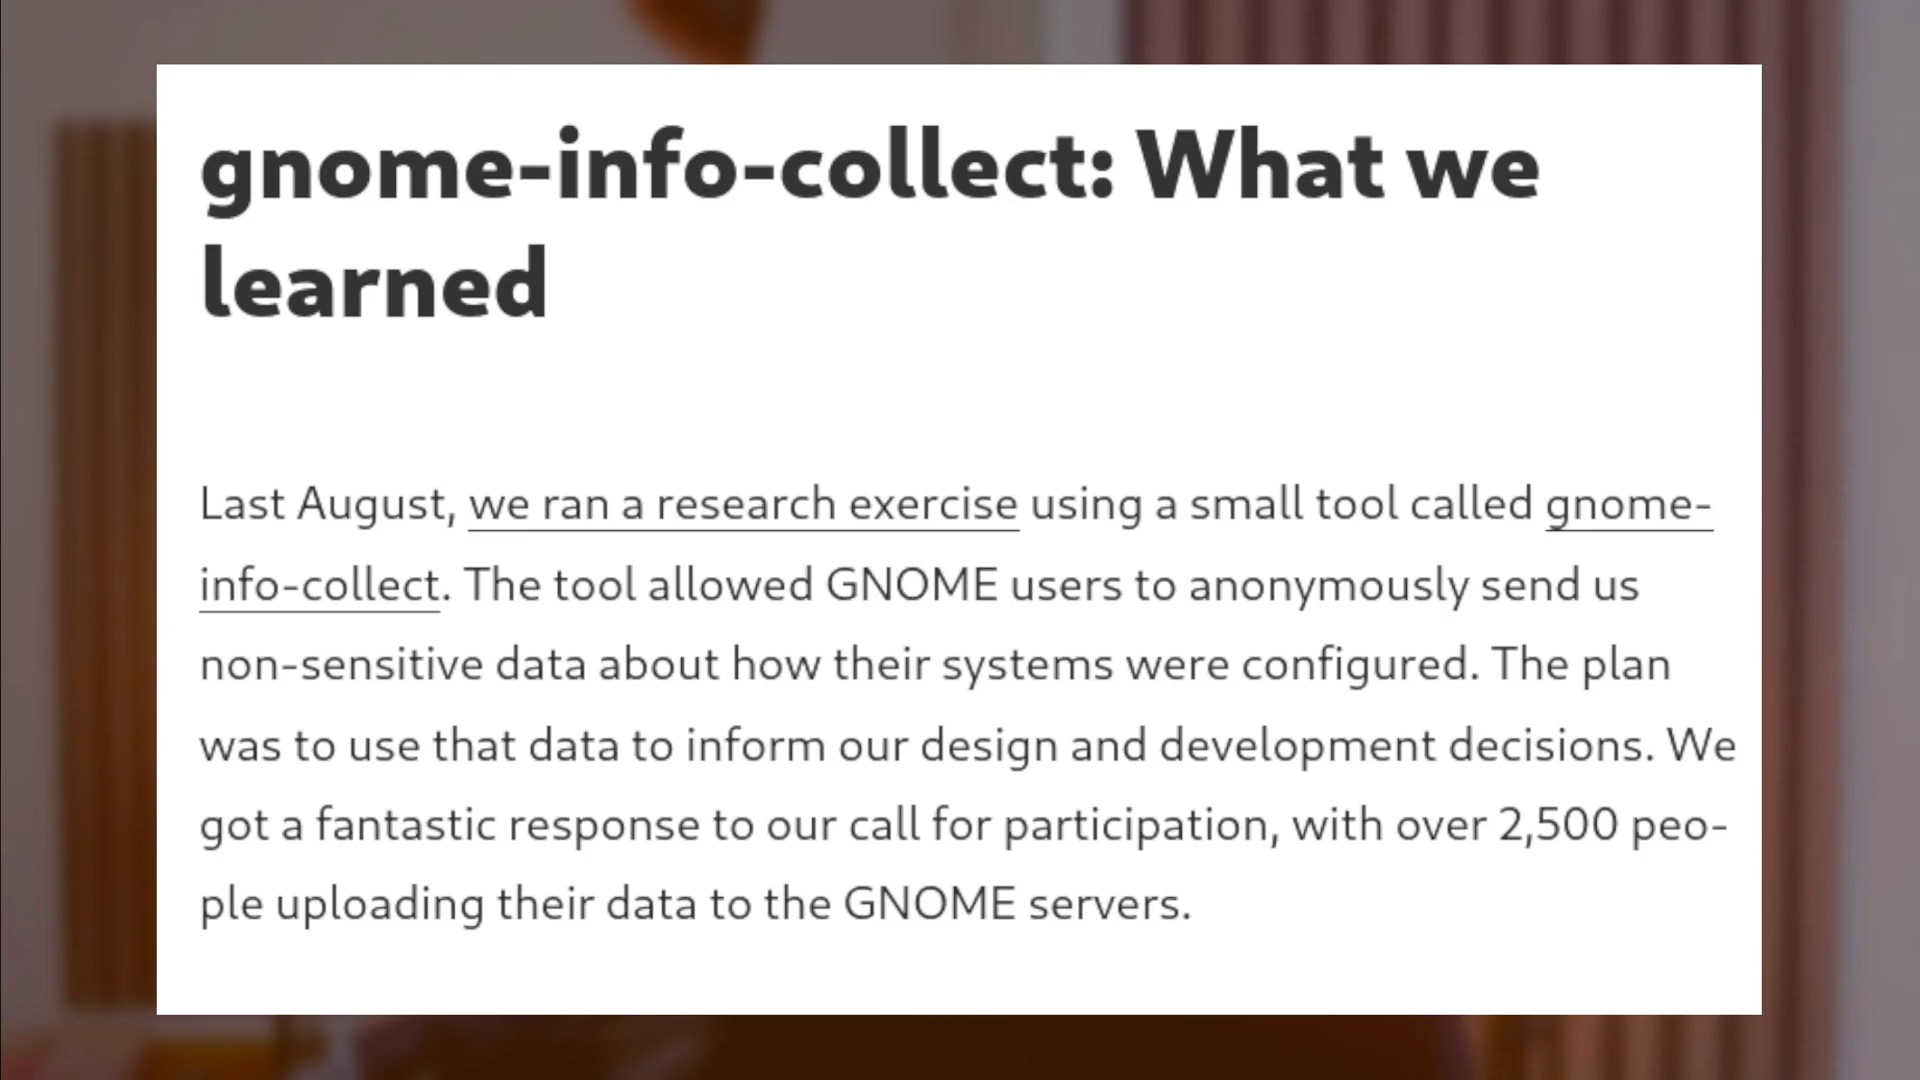 gnome-info-collect: What we
learned
Last August, we ran a research exercise using a small tool called gnome-
info-collect. The tool allowed GNOME users to anonymously send us
non-sensitive data about how their systems were configured. The plan
was to use that data to inform our design and development decisions. We
got a fantastic response to our call for participation, with over 2,500 peo-
ple uploading their data to the GNOME servers.